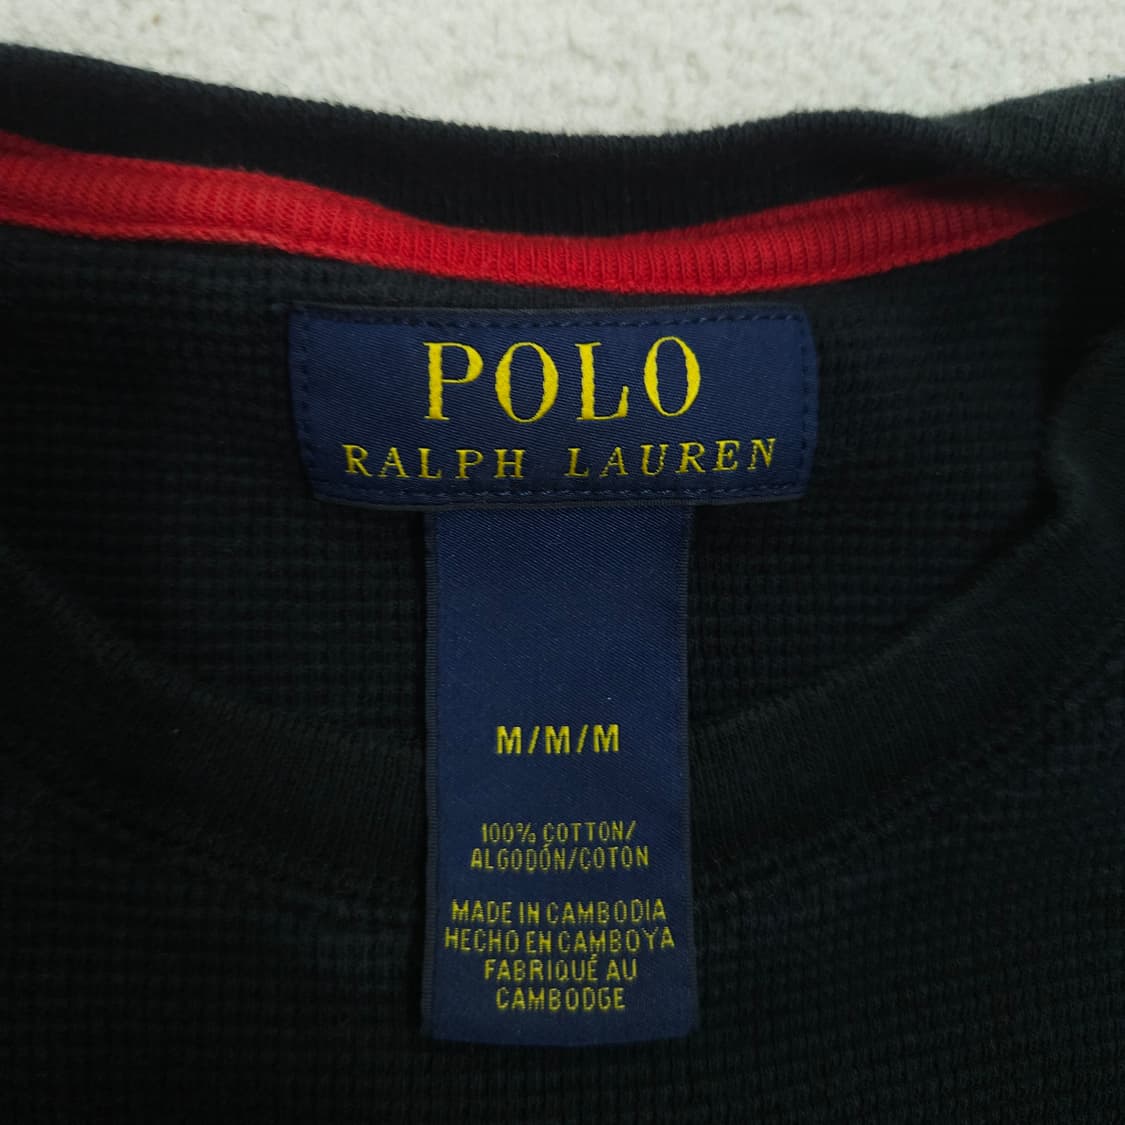 POLO
RALPH LAUREN
M/M/M
100% COTTON/
ALGODÓN/COTON
MADE IN CAMBODIA
HECHO EN CAMBOYA
FABRIQUÉ AU
CAMBODGE